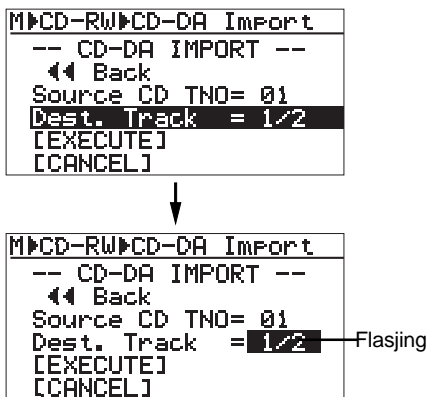 M▶CD-RW▶CD-DA Import
-- CD-DA IMPORT --
◀◀ Back
Source CD TNO= 01
Dest. Track = 1/2
[EXECUTE]
[CANCEL]
M▶CD-RW▶CD-DA Import
-- CD-DA IMPORT --
◀◀ Back
Source CD TNO= 01
Dest. Track = 1/2 Flasjing
[EXECUTE]
[CANCEL]